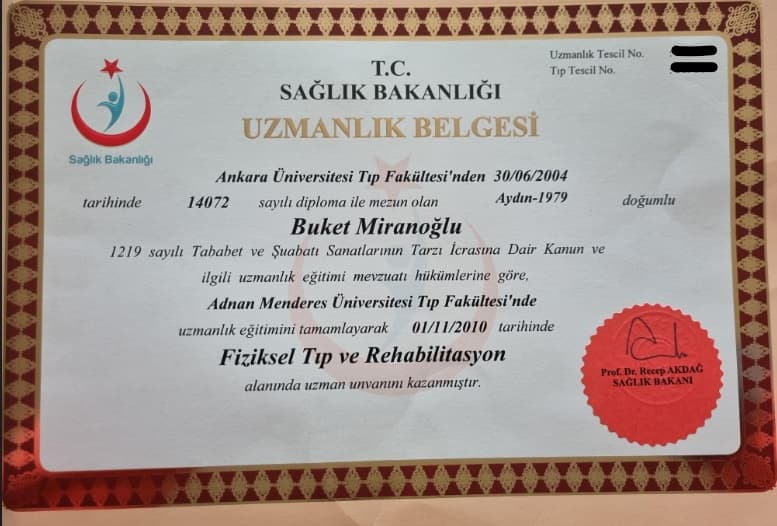 Uzmanlık Tescil No.
Tıp Tescil No.
T.C.
SAĞLIK BAKANLIĞI
UZMANLIK BELGESİ
Sağlık Bakanlığı
Ankara Üniversitesi Tıp Fakültesi'nden 30/06/2004
tarihinde 14072 sayılı diploma ile mezun olan Aydın-1979 doğumlu
Buket Miranoğlu
1219 sayılı Tababet ve Şuabatı Sanatlarının Tarzı İcrasına Dair Kanun ve
ilgili uzmanlık eğitimi mevzuatı hükümlerine göre,
Adnan Menderes Üniversitesi Tıp Fakültesi'nde
uzmanlık eğitimini tamamlayarak 01/11/2010 tarihinde
Fiziksel Tıp ve Rehabilitasyon
alanında uzman unvanını kazanmıştır.
Prof. Dr. Recep AKDAĞ
SAĞLIK BAKANI